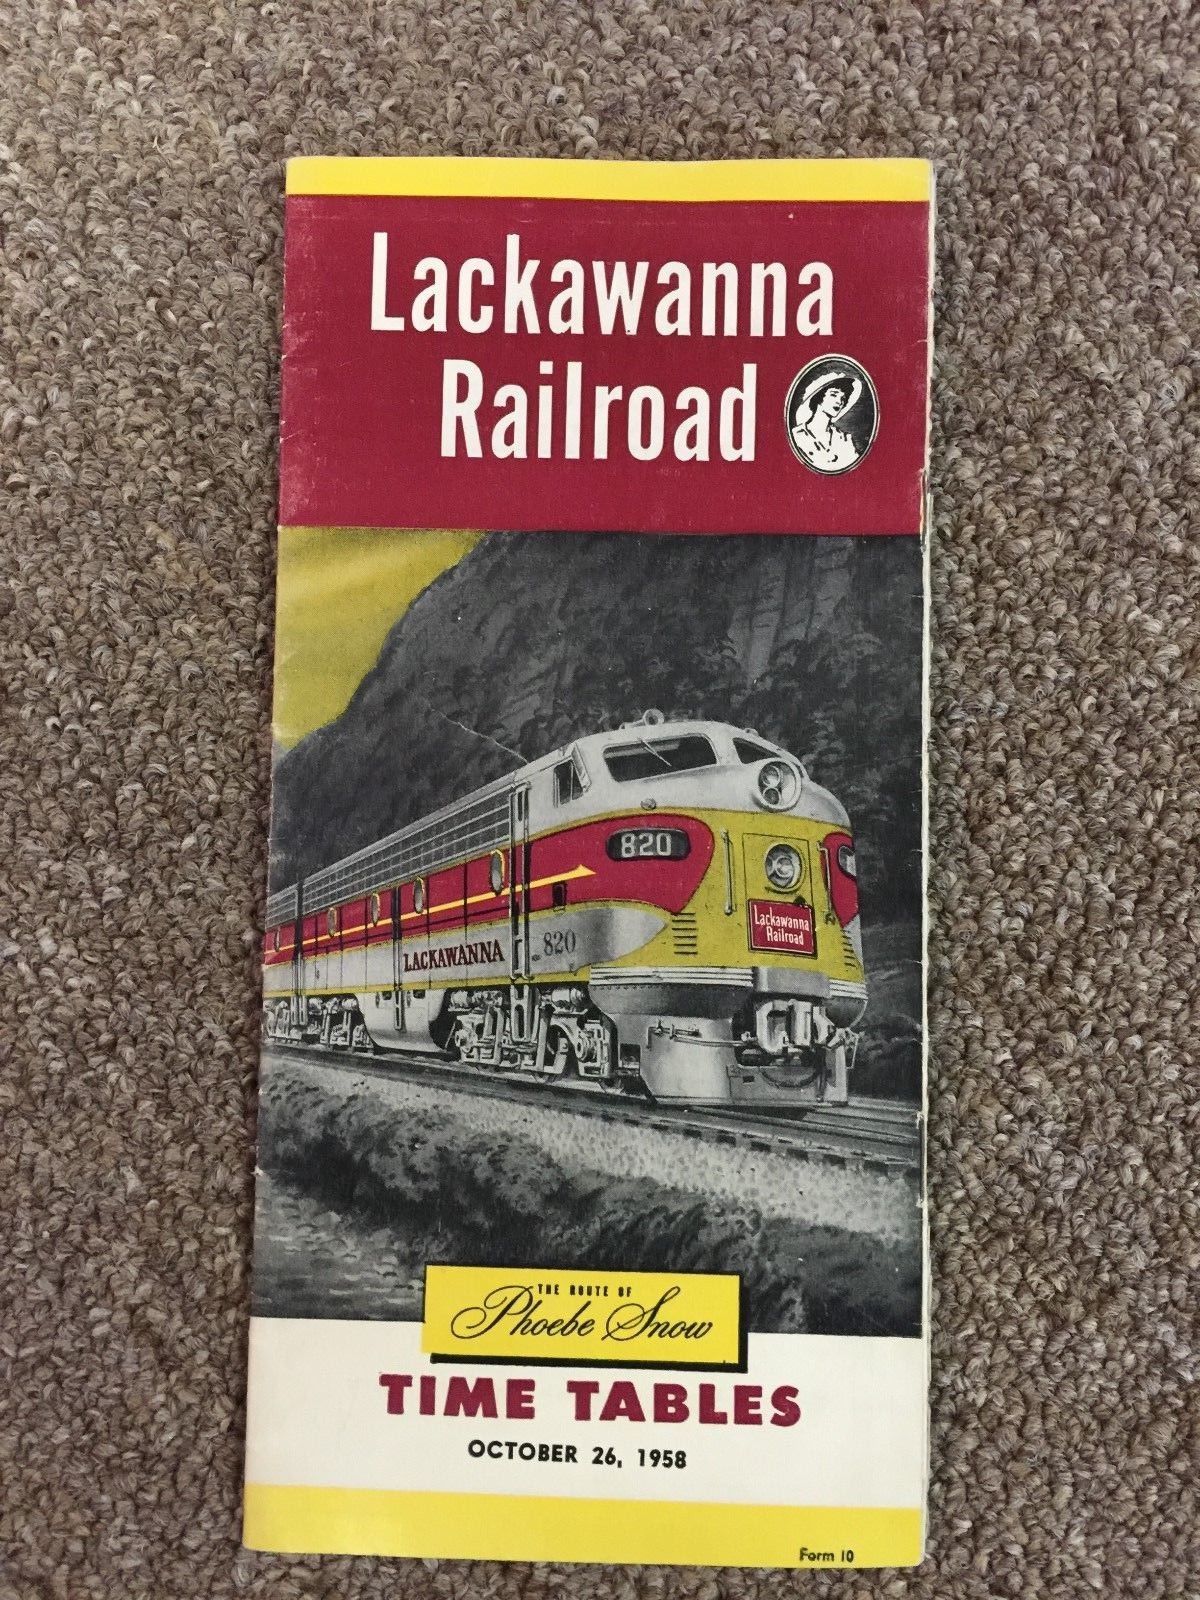 Lackawanna
Railroad
820
Lackawanna
Railroad
LACKAWANNA
820
THE ROUTE OF
Phoebe Snow
TIME TABLES
OCTOBER 26, 1958
Form 10